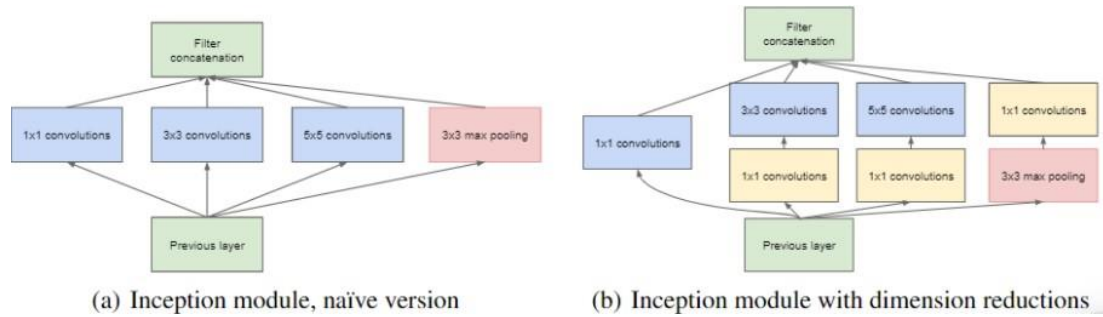 Filter
concatenation
1x1 convolutions
3x3 convolutions
5x5 convolutions
3x3 max pooling
Previous layer
(a) Inception module, naïve version
Filter
concatenation
3x3 convolutions
5x5 convolutions
1x1 convolutions
1x1 convolutions
1x1 convolutions
1x1 convolutions
3x3 max pooling
Previous layer
(b) Inception module with dimension reductions